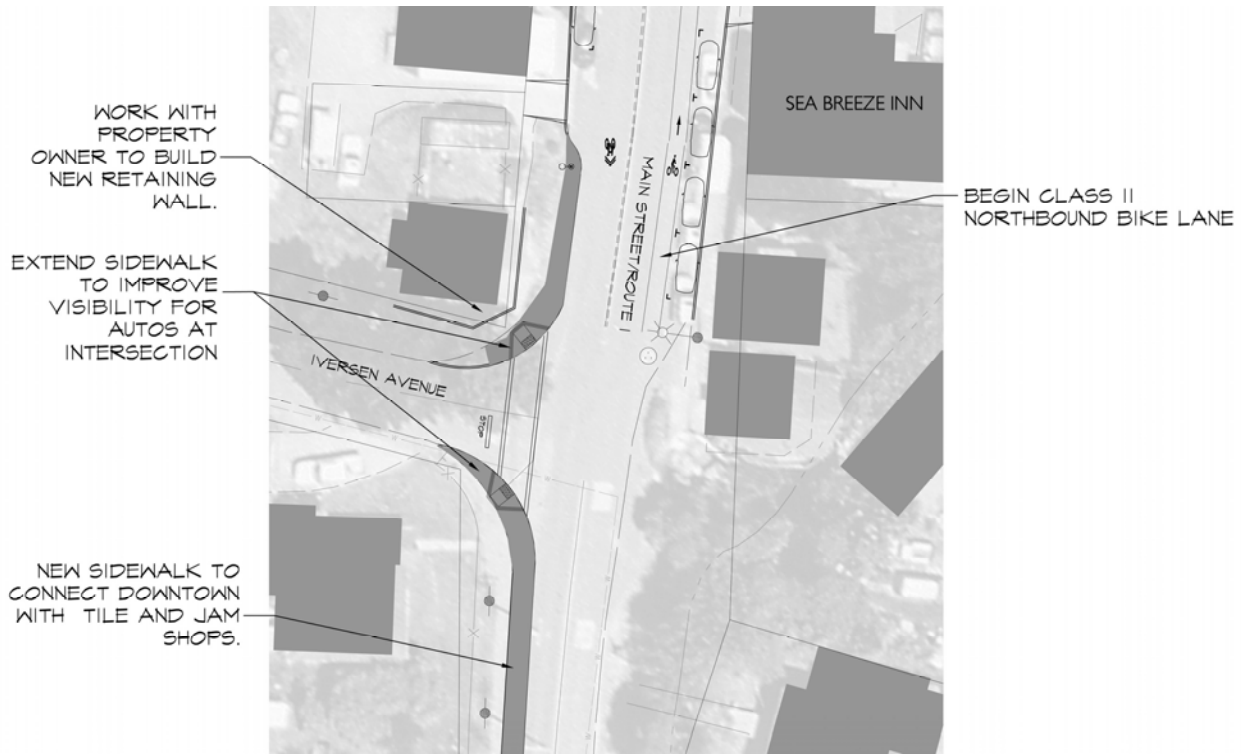 WORK WITH
PROPERTY
OWNER TO BUILD
NEW RETAINING
WALL.
EXTEND SIDEWALK
TO IMPROVE
VISIBILITY FOR
AUTOS AT
INTERSECTION
NEW SIDEWALK TO
CONNECT DOWNTOWN
WITH TILE AND JAM
SHOPS.
SEA BREEZE INN
MAIN STREET/ROUTE 1
IVERSEN AVENUE
STOP
BEGIN CLASS II
NORTHBOUND BIKE LANE